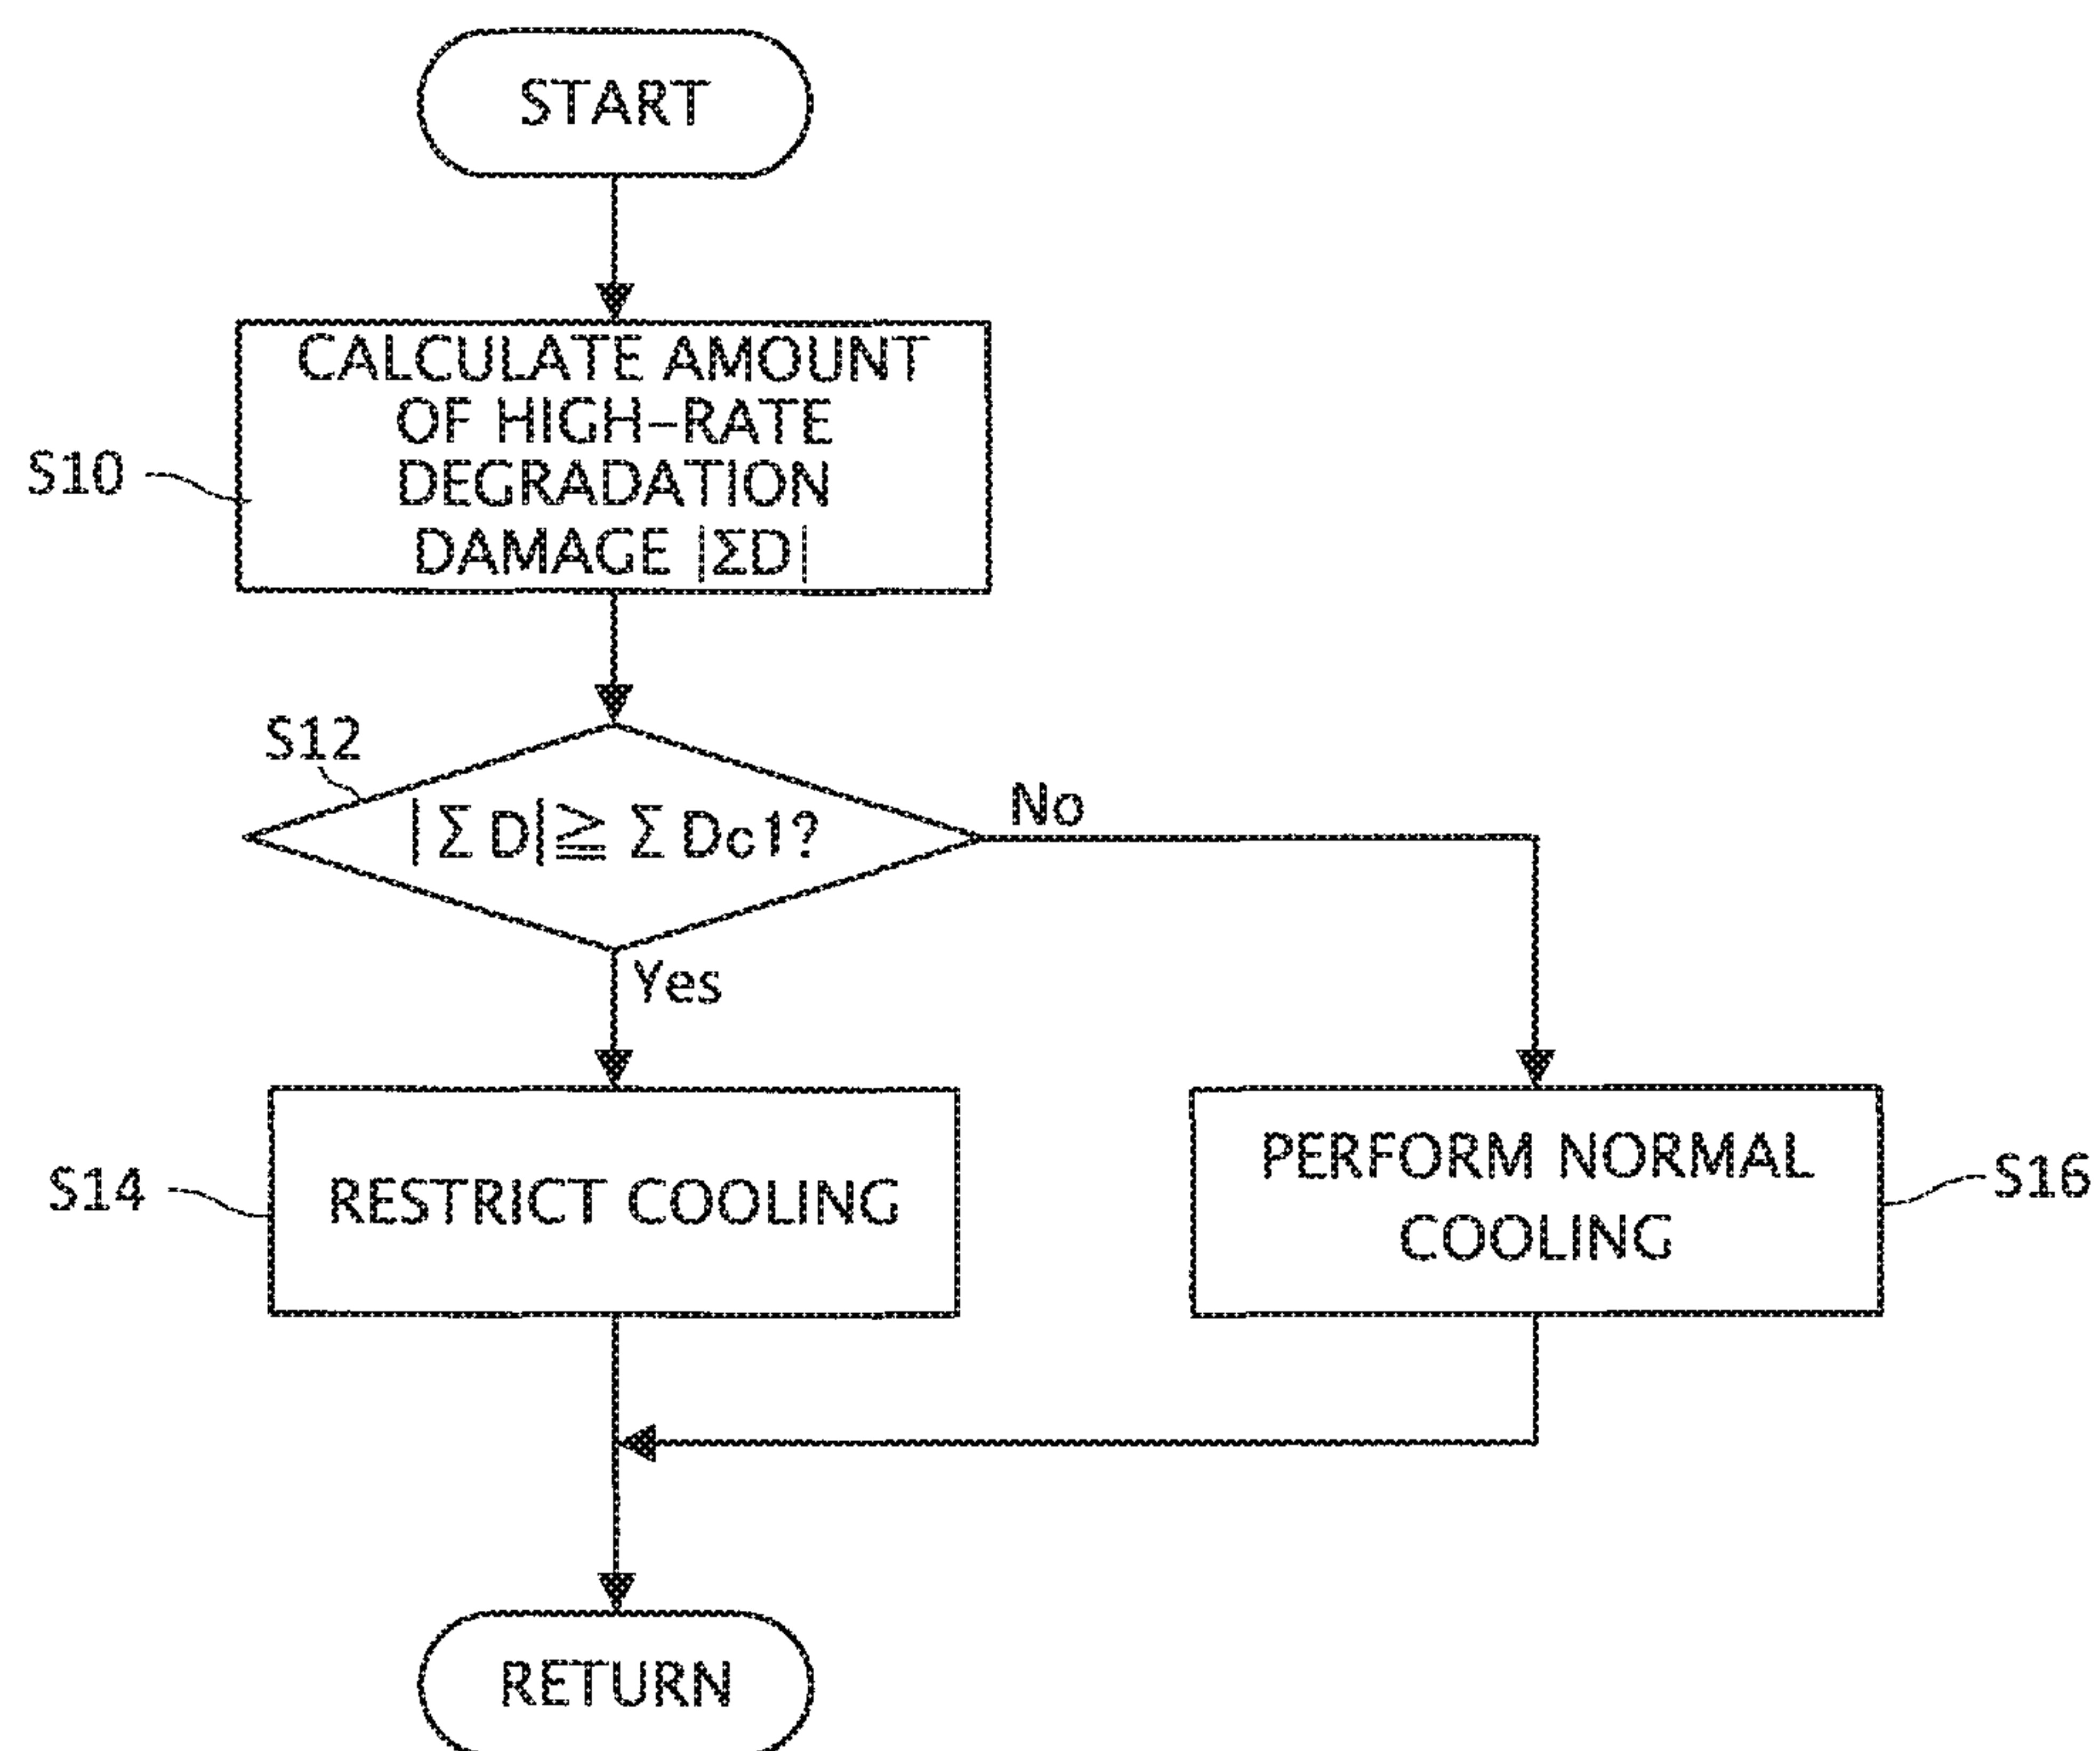 START
CALCULATE AMOUNT
OF HIGH-RATE
DEGRADATION
DAMAGE |ΣD|
S10
S12
|ΣD|≧ΣDc1?
No
Yes
RESTRICT COOLING
S14
PERFORM NORMAL
COOLING
S16
RETURN